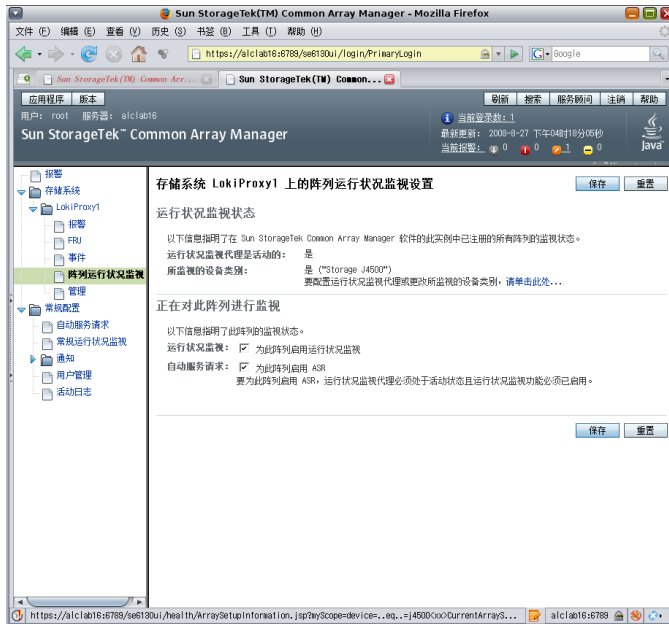 Sun StorageTek(TM) Common Array Manager - Mozilla Firefox
文件 (F) 编辑 (E) 查看 (V) 历史 (S) 书签 (B) 工具 (T) 帮助 (H)
https://alclab16:6789/se6130ui/login/PrimaryLogin
Google
Sun StorageTek(TM) Common Arr...
Sun StorageTek(TM) Common...
应用程序 版本
刷新 搜索 服务顾问 注销 帮助
用户: root 服务器: alclab16
当前登录数: 1
Sun StorageTek™ Common Array Manager
最新更新: 2008-8-27 下午04时18分05秒
当前报警: 0 0 1 0
Java
报警
存储系统
LokiProxy1
报警
FRU
事件
阵列运行状况监视
管理
常规配置
自动服务请求
常规运行状况监视
通知
用户管理
活动日志
存储系统 LokiProxy1 上的阵列运行状况监视设置
保存 重置
运行状况监视状态
以下信息指明了在 Sun StorageTek Common Array Manager 软件的此实例中已注册的所有阵列的监视状态。
运行状况监视代理是活动的: 是
所监视的设备类别: 是 ("Storage J4500")
要配置运行状况监视代理或更改所监视的设备类别, 请单击此处...
正在对此阵列进行监视
以下信息指明了此阵列的监视状态。
运行状况监视: 为此阵列启用运行状况监视
自动服务请求: 为此阵列启用 ASR
要为此阵列启用 ASR, 运行状况监视代理必须处于活动状态且运行状况监视功能必须已启用。
保存 重置
https://alclab16:6789/se6130ui/health/ArraySetupInformation.jsp?myScope=device=..eq..=j4500<xx>CurrentArrayS...
alclab16:6789